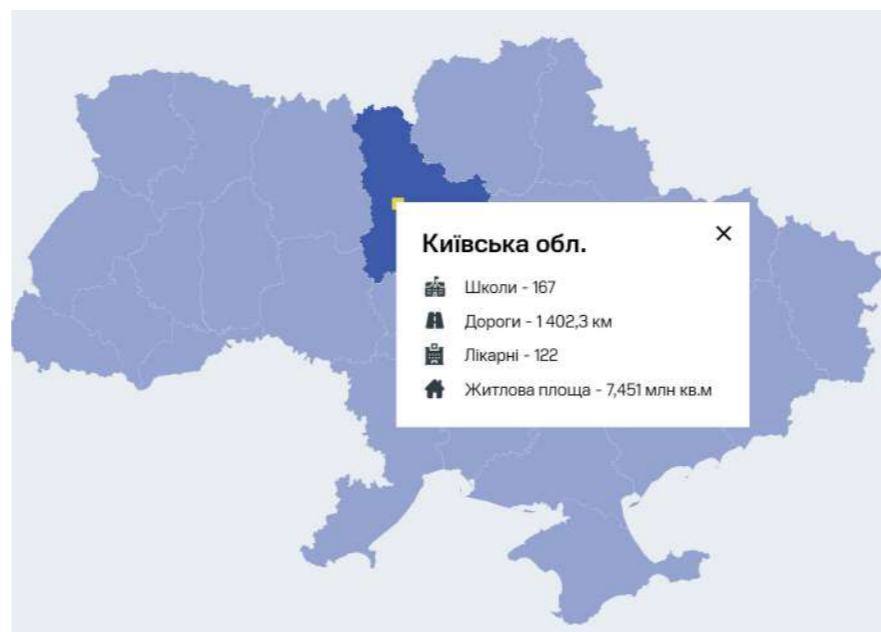 Київська обл.
Школи - 167
Дороги - 1 402,3 км
Лікарні - 122
Житлова площа - 7,451 млн кв.м